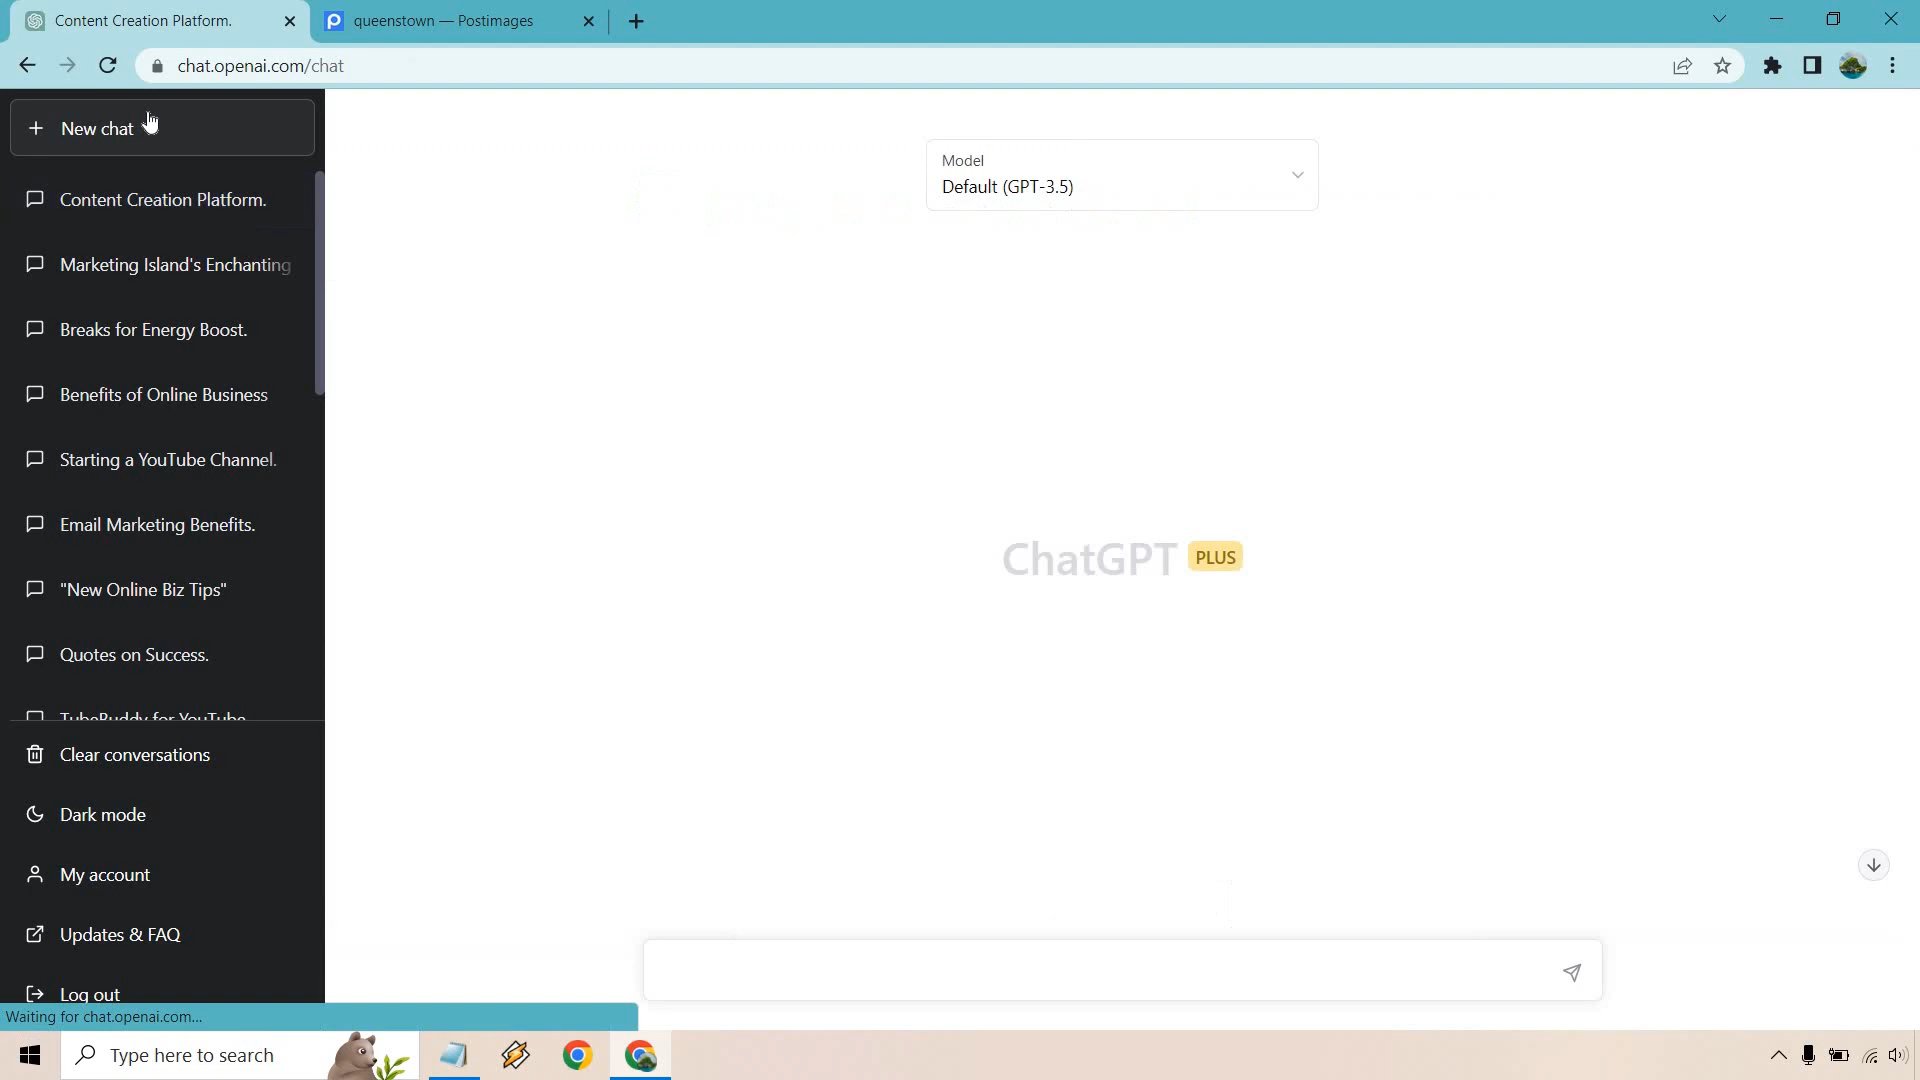 Content Creation Platform.
queenstown — Postimages
chat.openai.com/chat
New chat
Content Creation Platform.
Marketing Island's Enchanting
Breaks for Energy Boost.
Benefits of Online Business
Starting a YouTube Channel.
Email Marketing Benefits.
"New Online Biz Tips"
Quotes on Success.
TubeBuddy for YouTube
Clear conversations
Dark mode
My account
Updates & FAQ
Log out
Model
Default (GPT-3.5)
ChatGPT PLUS
Waiting for chat.openai.com...
Type here to search